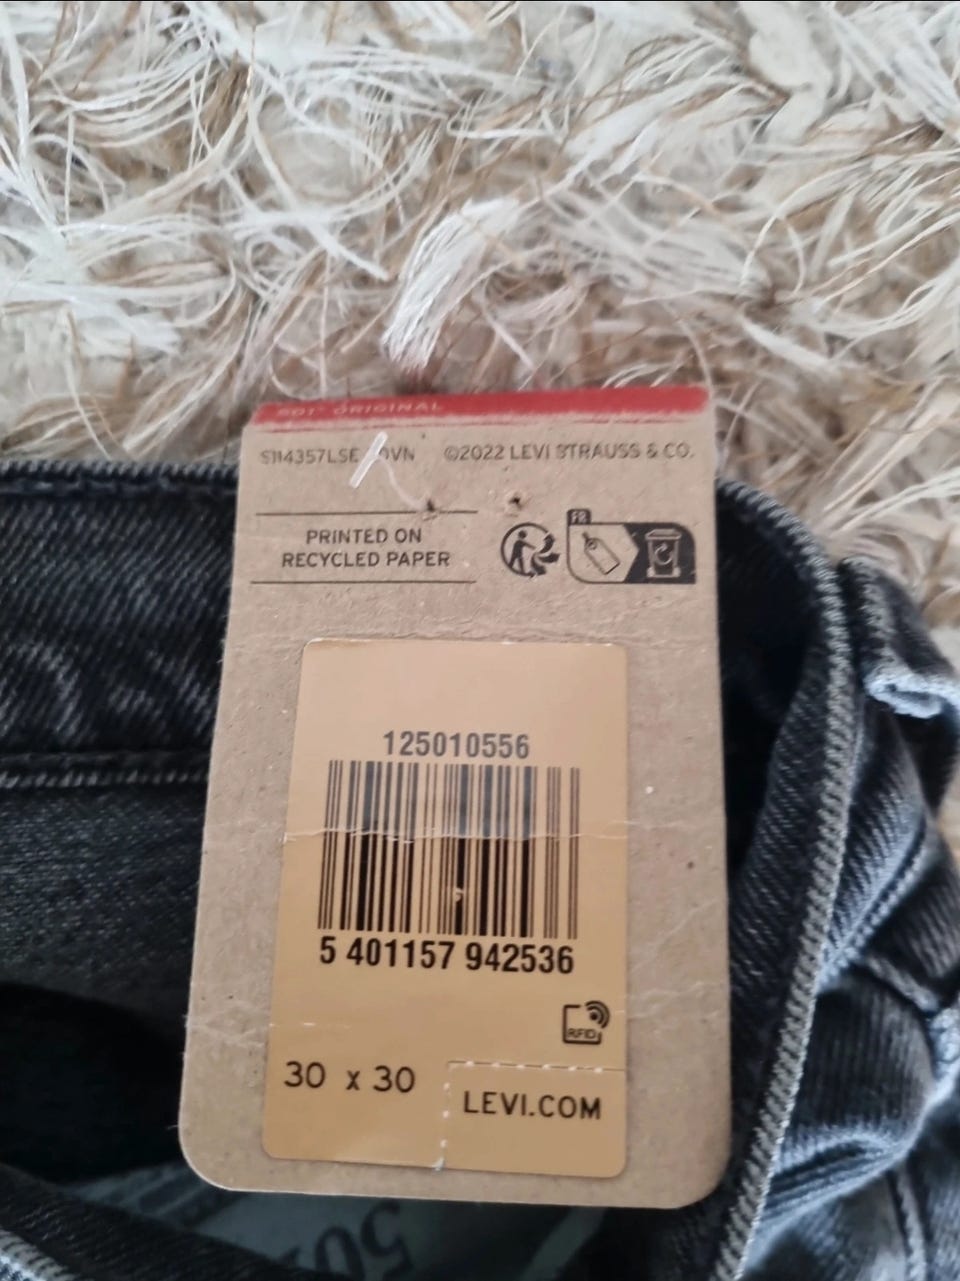 501® ORIGINAL
©2022 LEVI STRAUSS & CO.
PRINTED ON
RECYCLED PAPER
FR
125010556
5 401157 942536
RFID
30 x 30
LEVI.COM
50